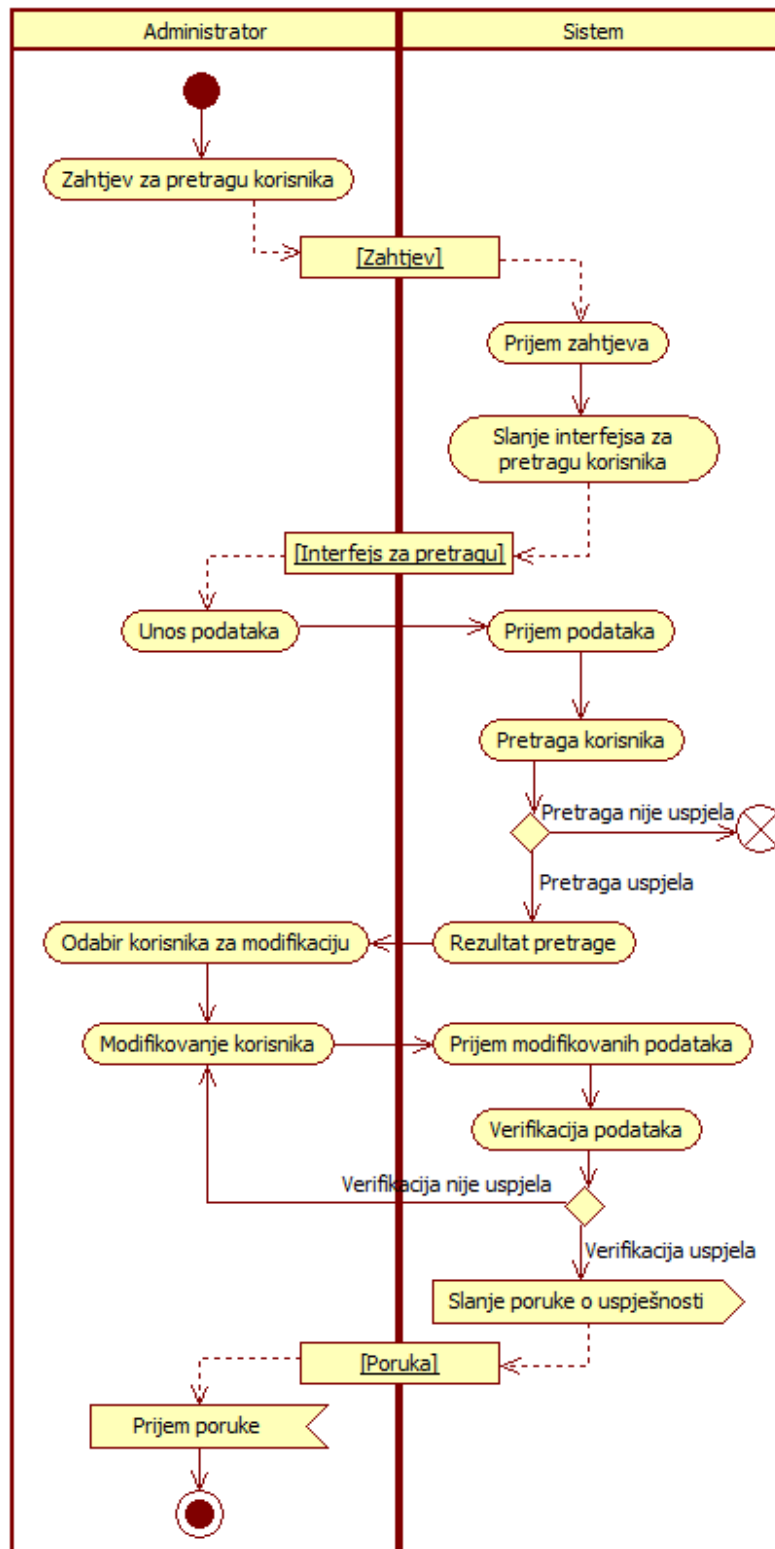 Administrator
Sistem
Zahtjev za pretragu korisnika
[Zahtjev]
Prijem zahtjeva
Slanje interfejsa za
pretragu korisnika
[Interfejs za pretragu]
Unos podataka
Prijem podataka
Pretraga korisnika
Pretraga nije uspjela
Pretraga uspjela
Odabir korisnika za modifikaciju
Rezultat pretrage
Modifikovanje korisnika
Prijem modifikovanih podataka
Verifikacija podataka
Verifikacija nije uspjela
Verifikacija uspjela
Slanje poruke o uspješnosti
[Poruka]
Prijem poruke